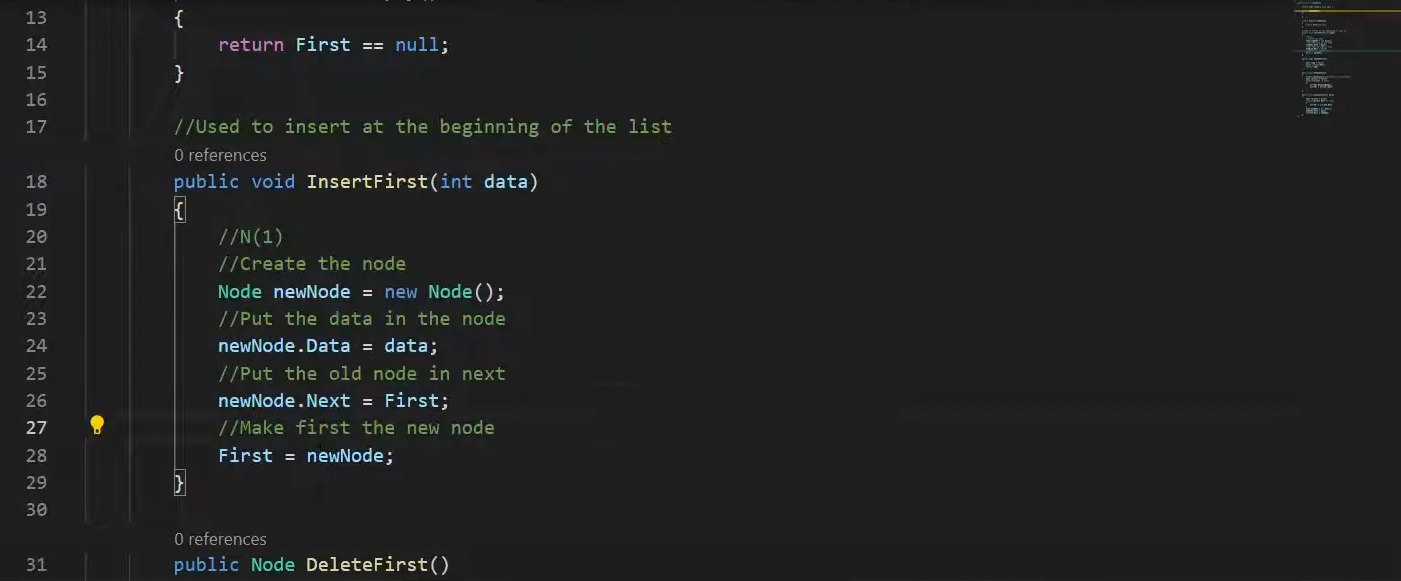 13 {
14 return First == null;
15 }
16
17 //Used to insert at the beginning of the list
0 references
18 public void InsertFirst(int data)
19 {
20 //N(1)
21 //Create the node
22 Node newNode = new Node();
23 //Put the data in the node
24 newNode.Data = data;
25 //Put the old node in next
26 newNode.Next = First;
27 //Make first the new node
28 First = newNode;
29 }
30
0 references
31 public Node DeleteFirst()